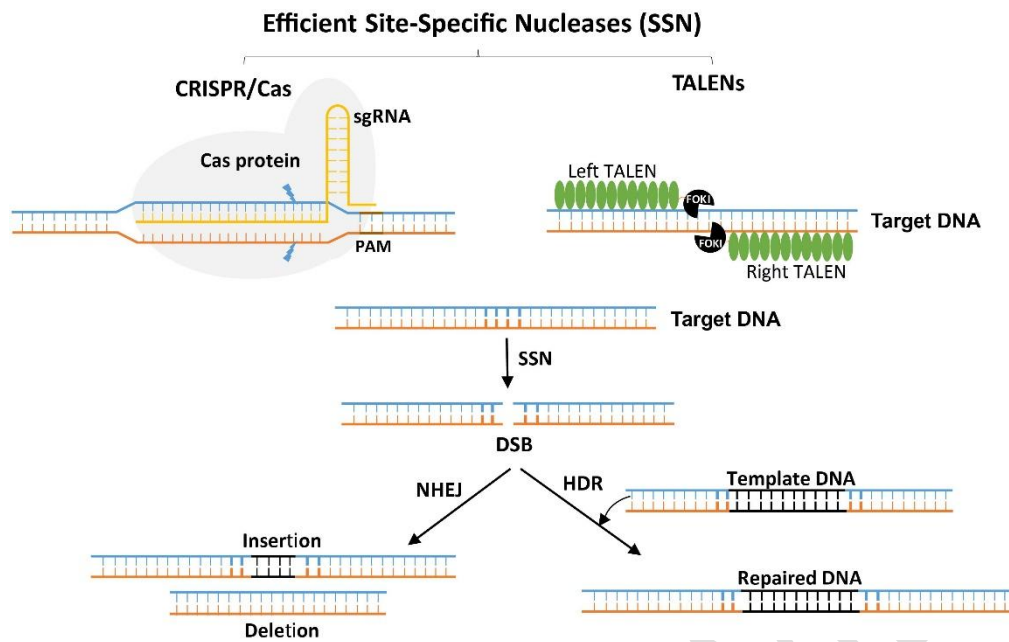 Efficient Site-Specific Nucleases (SSN)
CRISPR/Cas
TALENs
sgRNA
Cas protein
PAM
Left TALEN
FOKI
FOKI
Target DNA
Right TALEN
Target DNA
SSN
DSB
NHEJ
HDR
Template DNA
Insertion
Repaired DNA
Deletion